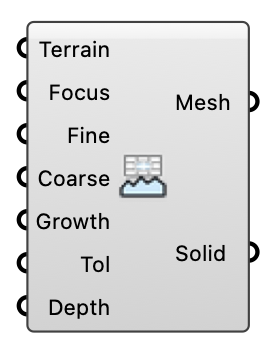 Terrain
Focus
Fine
Coarse
Growth
Tol
Depth
Mesh
Solid